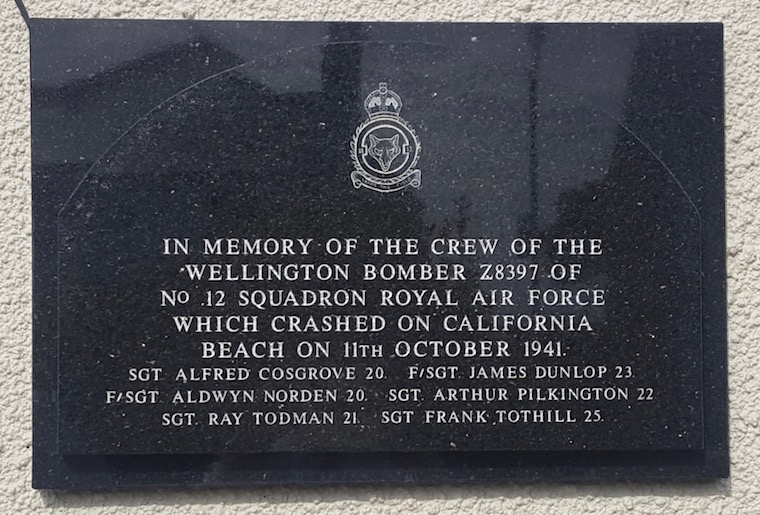 IN MEMORY OF THE CREW OF THE
WELLINGTON BOMBER Z8397 OF
No 12 SQUADRON ROYAL AIR FORCE
WHICH CRASHED ON CALIFORNIA
BEACH ON 11TH OCTOBER 1941.
SGT. ALFRED COSGROVE 20. F/SGT. JAMES DUNLOP 23.
F/SGT. ALDWYN NORDEN 20. SGT. ARTHUR PILKINGTON 22
SGT. RAY TODMAN 21. SGT FRANK TOTHILL 25.